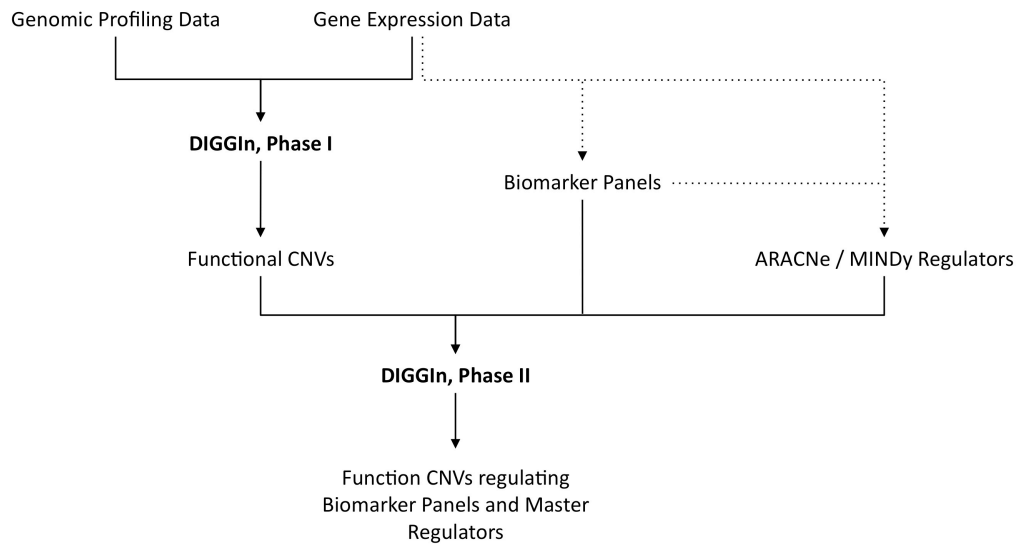 Genomic Profiling Data
Gene Expression Data
DIGGIn, Phase I
Biomarker Panels
Functional CNVs
ARACNe / MINDy Regulators
DIGGIn, Phase II
Function CNVs regulating
Biomarker Panels and Master
Regulators